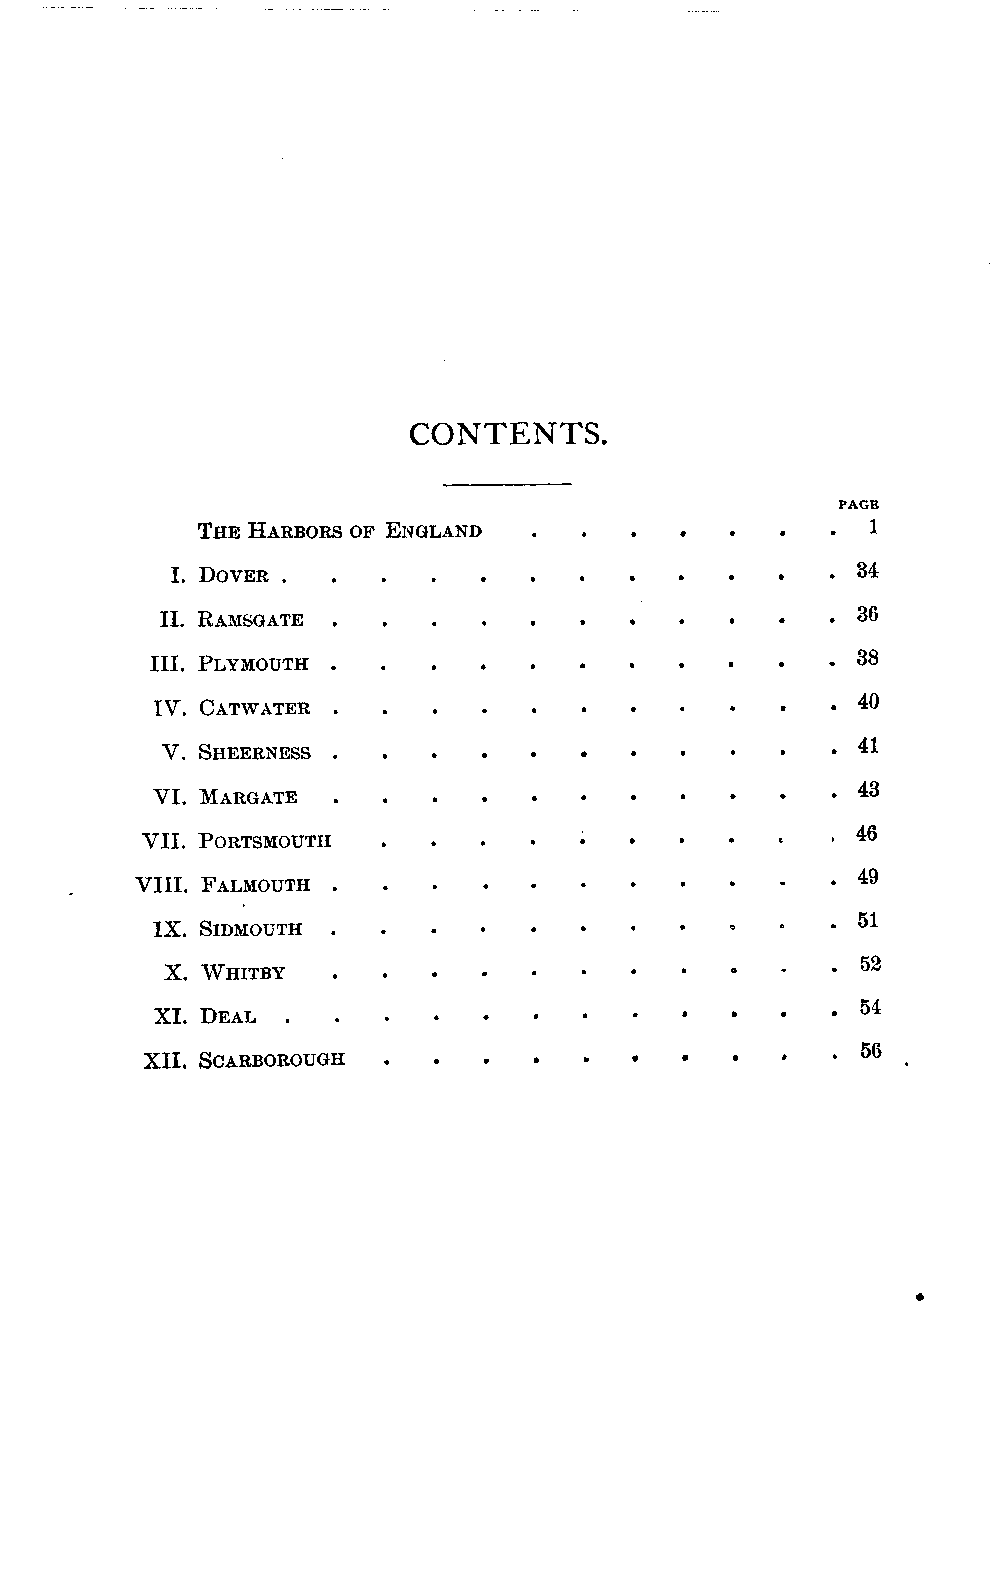 CONTENTS.
PAGE
The Harbors of England . . . . . . . 1
I. Dover . . . . . . . . . . . . 34
II. Ramsgate . . . . . . . . . . . 36
III. Plymouth . . . . . . . . . . . 38
IV. Catwater . . . . . . . . . . . 40
V. Sheerness . . . . . . . . . . . 41
VI. Margate . . . . . . . . . . . 43
VII. Portsmouth . . . . . . . . . . 46
VIII. Falmouth . . . . . . . . . . . 49
IX. Sidmouth . . . . . . . . . . . 51
X. Whitby . . . . . . . . . . . 52
XI. Deal . . . . . . . . . . . . 54
XII. Scarborough . . . . . . . . . . 56